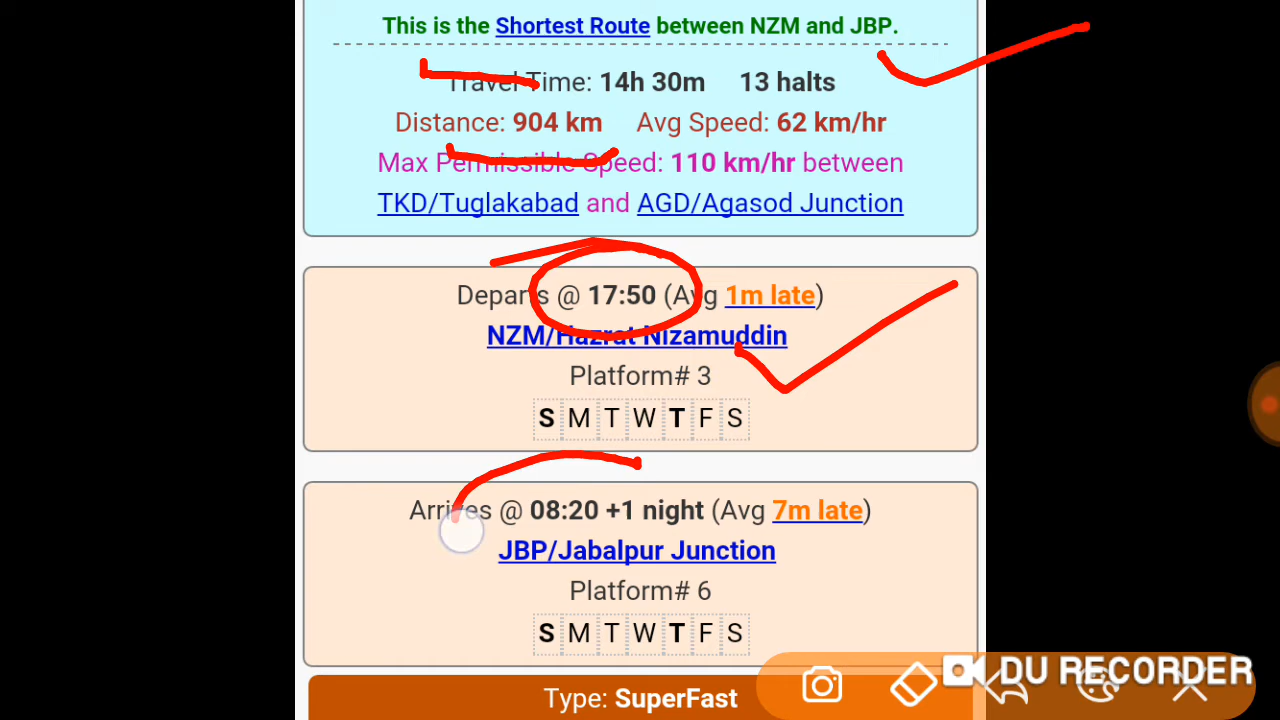 This is the Shortest Route between NZM and JBP.
Travel Time: 14h 30m 13 halts
Distance: 904 km Avg Speed: 62 km/hr
Max Permissible Speed: 110 km/hr between
TKD/Tuglakabad and AGD/Agasod Junction
Departs @ 17:50 (Avg 1m late)
NZM/Hazrat Nizamuddin
Platform# 3
S M T W T F S
Arrives @ 08:20 +1 night (Avg 7m late)
JBP/Jabalpur Junction
Platform# 6
S M T W T F S
Type: SuperFast
DU RECORDER